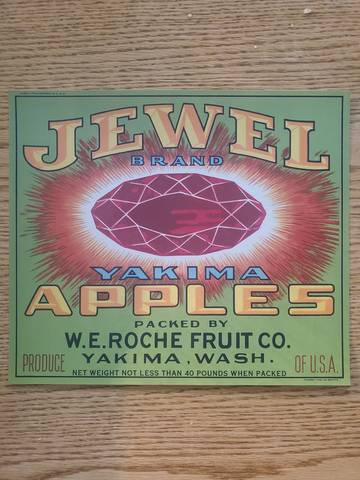 JEWEL
BRAND
YAKIMA
APPLES
PACKED BY
W.E. ROCHE FRUIT CO.
YAKIMA, WASH.
PRODUCE OF U.S.A.
NET WEIGHT NOT LESS THAN 40 POUNDS WHEN PACKED